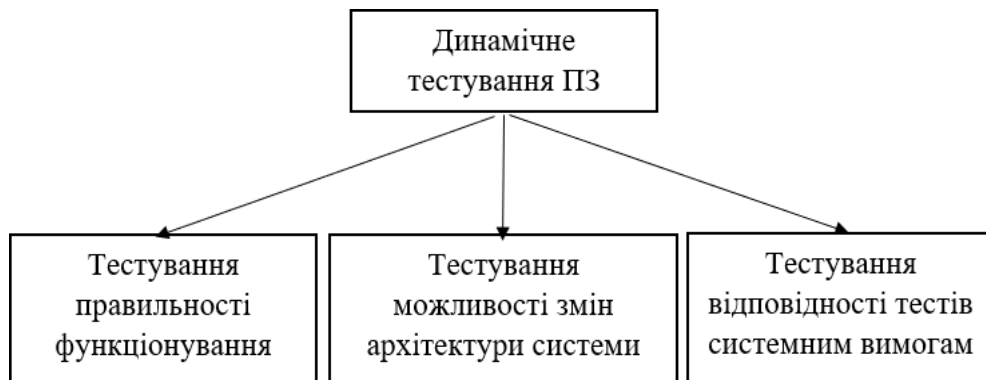 Динамічне
тестування ПЗ
Тестування
правильності
функціонування
Тестування
можливості змін
архітектури системи
Тестування
відповідності тестів
системним вимогам